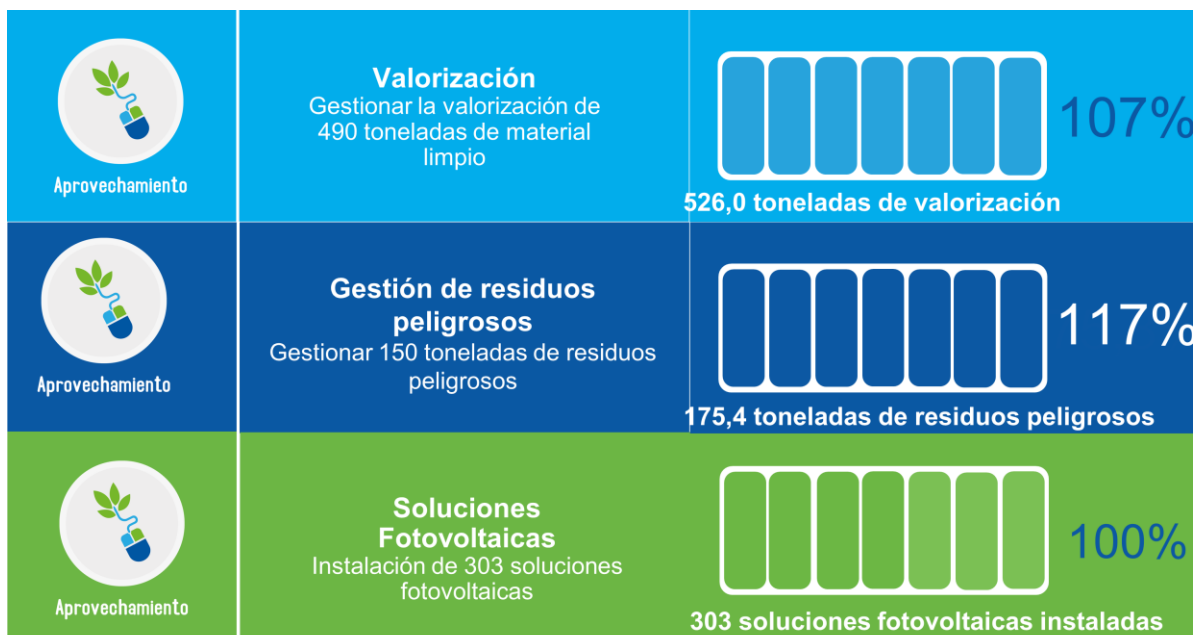 Aprovechamiento
Valorización
Gestionar la valorización de
490 toneladas de material
limpio
107%
526,0 toneladas de valorización
Aprovechamiento
Gestión de residuos
peligrosos
Gestionar 150 toneladas de residuos
peligrosos
117%
175,4 toneladas de residuos peligrosos
Aprovechamiento
Soluciones
Fotovoltaicas
Instalación de 303 soluciones
fotovoltaicas
100%
303 soluciones fotovoltaicas instaladas